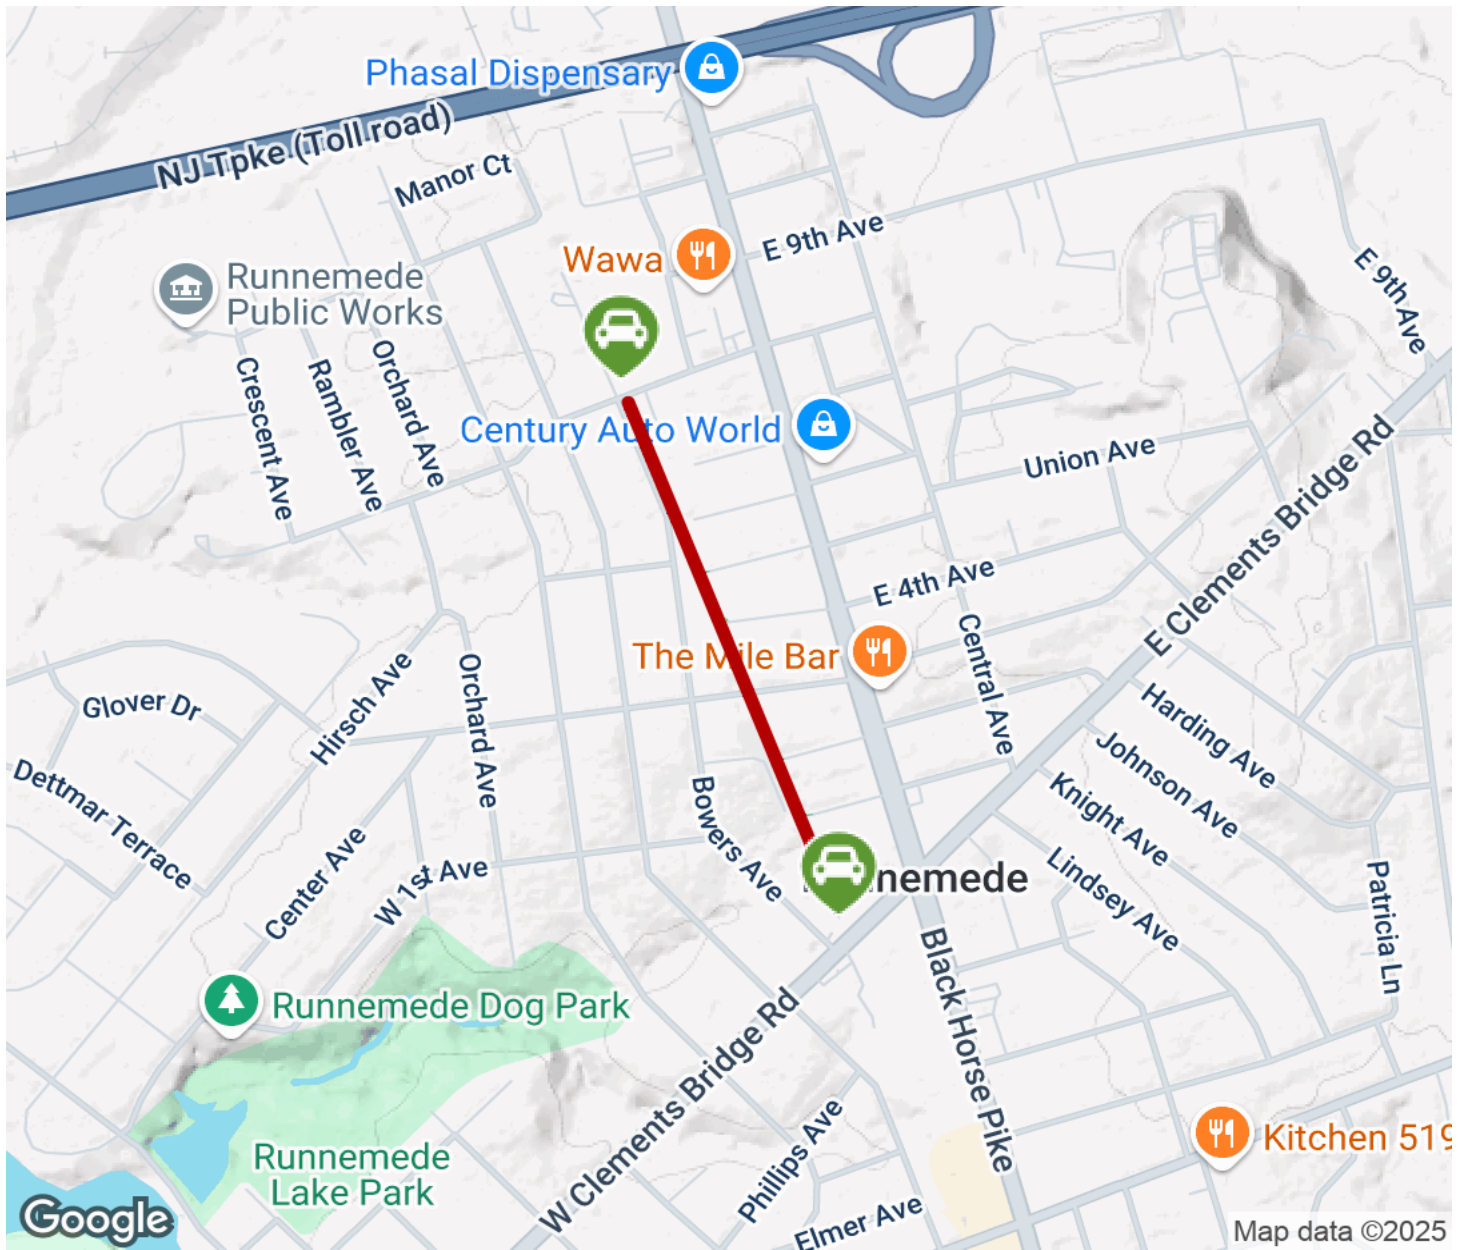 Phasal Dispensary
NJ Tpke (Toll road)
Manor Ct
E 9th Ave
Wawa
E 9th Ave
Runnemede
Public Works
Crescent Ave
Rambler Ave
Orchard Ave
Century Auto World
Union Ave
E Clements Bridge Rd
E 4th Ave
Central Ave
The Mile Bar
Hirsch Ave
Orchard Ave
Glover Dr
Dettmar Terrace
Harding Ave
Johnson Ave
Knight Ave
Lindsey Ave
Bowers Ave
Center Ave
W 1st Ave
nemede
Patricia Ln
Black Horse Pike
Runnemede Dog Park
W Clements Bridge Rd
Phillips Ave
Kitchen 519
Runnemede
Lake Park
Elmer Ave
Google
Map data ©2025